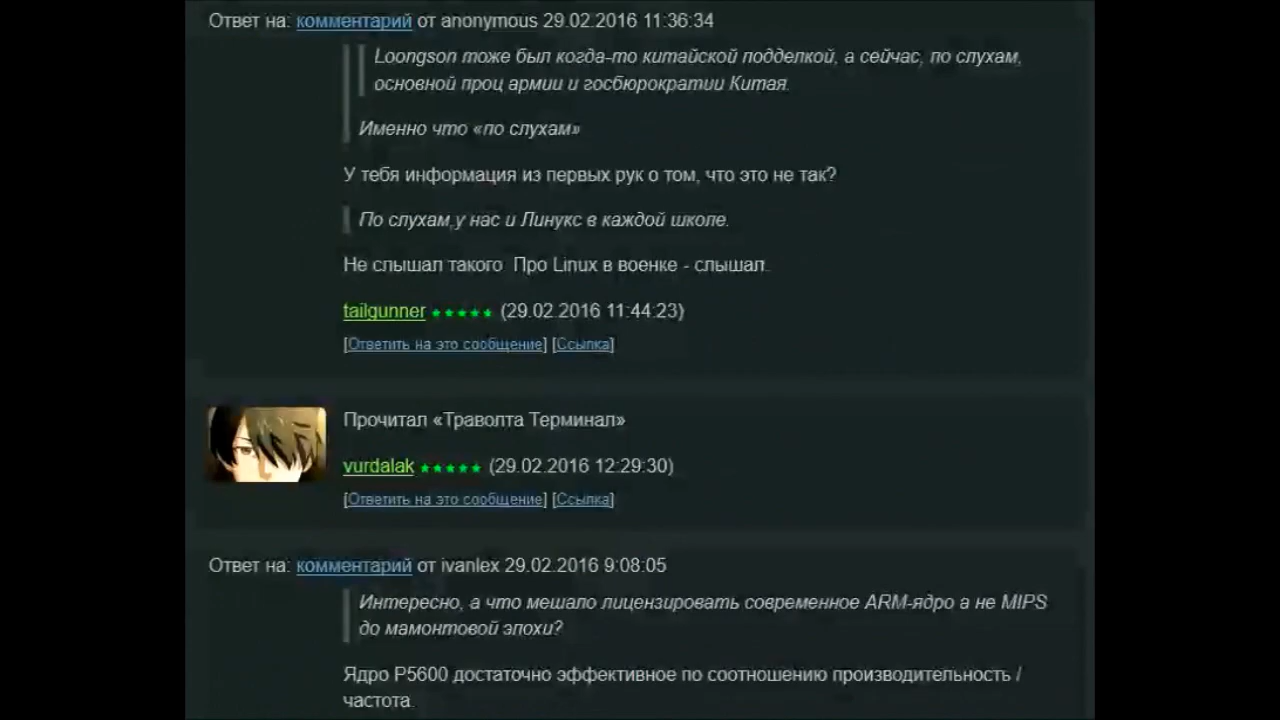 Ответ на: комментарий от anonymous 29.02.2016 11:36:34
Loongson тоже был когда-то китайской подделкой, а сейчас, по слухам,
основной проц армии и госбюрократии Китая.
Именно что «по слухам»
У тебя информация из первых рук о том, что это не так?
По слухам,у нас и Линукс в каждой школе.
Не слышал такого Про Linux в военке - слышал.
tailgunner ★★★★★ (29.02.2016 11:44:23)
[Ответить на это сообщение] [Ссылка]
Прочитал «Траволта Терминал»
vurdalak ★★★★★ (29.02.2016 12:29:30)
[Ответить на это сообщение] [Ссылка]
Ответ на: комментарий от ivanlex 29.02.2016 9:08:05
Интересно, а что мешало лицензировать современное ARM-ядро а не MIPS
до мамонтовой эпохи?
Ядро P5600 достаточно эффективное по соотношению производительность /
частота.